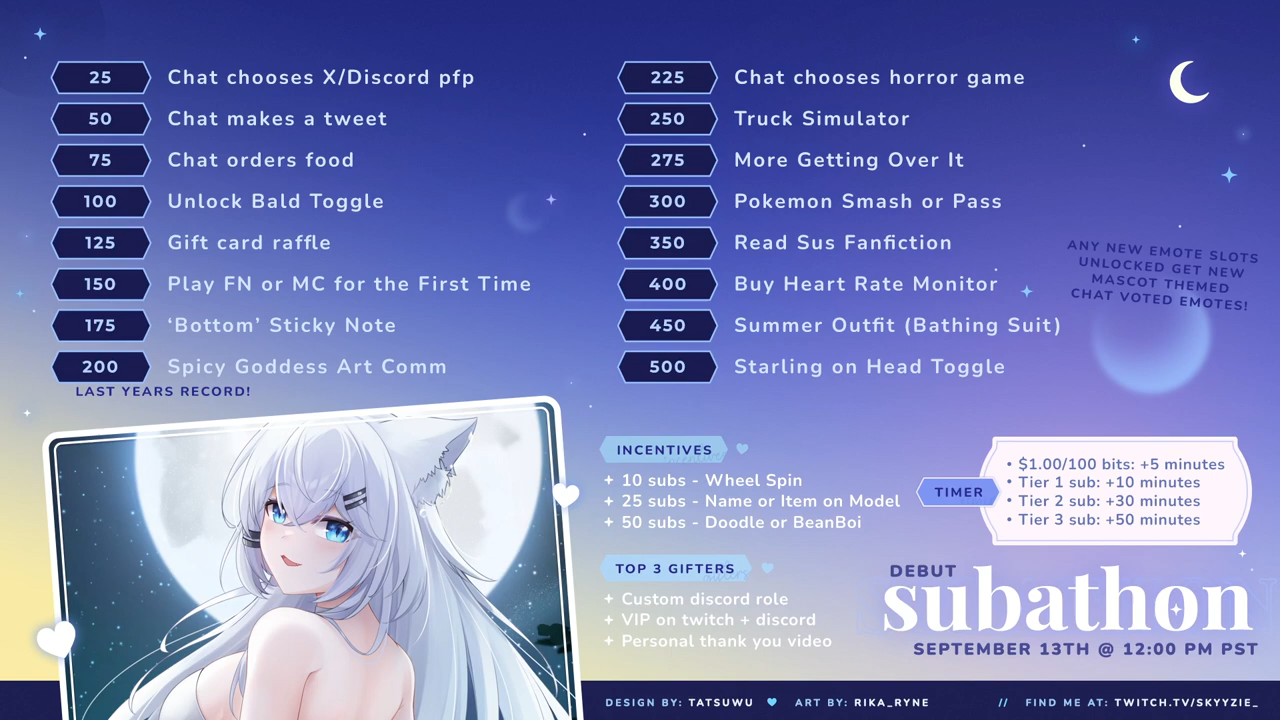 25 Chat chooses X/Discord pfp
50 Chat makes a tweet
75 Chat orders food
100 Unlock Bald Toggle
125 Gift card raffle
150 Play FN or MC for the First Time
175 ‘Bottom’ Sticky Note
200 Spicy Goddess Art Comm
LAST YEARS RECORD!
225 Chat chooses horror game
250 Truck Simulator
275 More Getting Over It
300 Pokemon Smash or Pass
350 Read Sus Fanfiction
400 Buy Heart Rate Monitor
450 Summer Outfit (Bathing Suit)
500 Starling on Head Toggle
ANY NEW EMOTE SLOTS
UNLOCKED GET NEW
MASCOT THEMED
CHAT VOTED EMOTES!
INCENTIVES
10 subs - Wheel Spin
25 subs - Name or Item on Model
50 subs - Doodle or BeanBoi
TIMER
• $1.00/100 bits: +5 minutes
• Tier 1 sub: +10 minutes
• Tier 2 sub: +30 minutes
• Tier 3 sub: +50 minutes
TOP 3 GIFTERS
Custom discord role
VIP on twitch + discord
Personal thank you video
DEBUT
subathon
SEPTEMBER 13TH @ 12:00 PM PST
DESIGN BY: TATSUWU ART BY: RIKA_RYNE // FIND ME AT: TWITCH.TV/SKYYZIE_